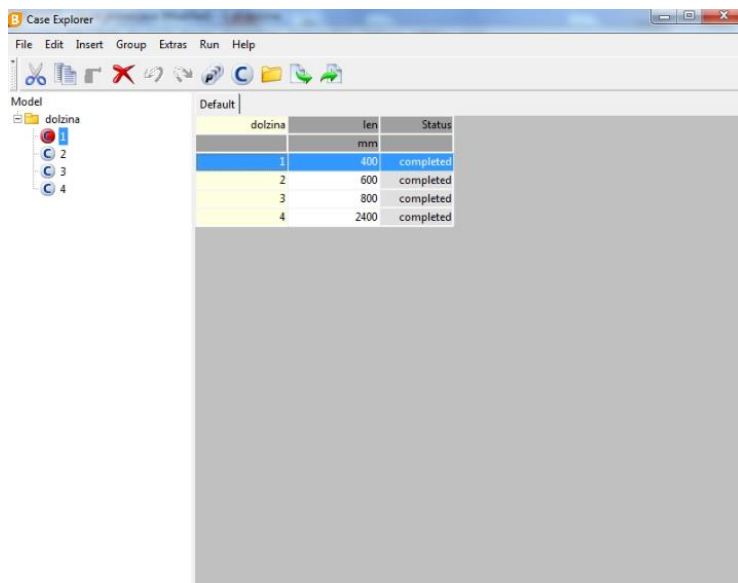 Case Explorer
File Edit Insert Group Extras Run Help
Model
Default
dolzina
1
2
3
4
dolzina len Status
mm
1 400 completed
2 600 completed
3 800 completed
4 2400 completed